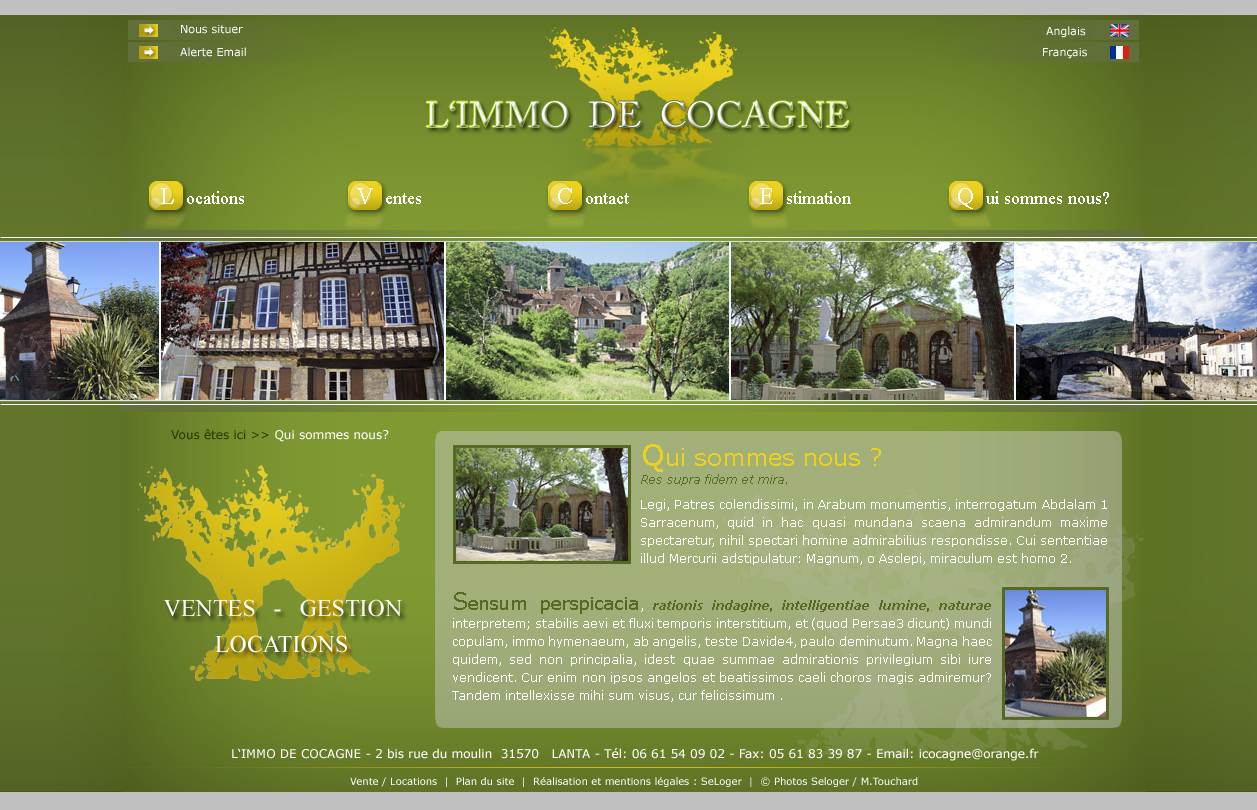 Nous situer
Anglais
Alerte Email
Français
L'IMMO DE COCAGNE
Locations
Ventes
Contact
Estimation
Qui sommes nous?
Vous êtes ici >> Qui sommes nous?
Qui sommes nous ?
Res supra fidem et mira.
Legi, Patres colendissimi, in Arabum monumentis, interrogatum Abdalam 1
Sarracenum, quid in hac quasi mundana scaena admirandum maxime
spectaretur, nihil spectari homine admirabilius respondisse. Cui sententiae
illud Mercurii adstipulatur: Magnum, o Asclepi, miraculum est homo 2.
VENTES - GESTION
LOCATIONS
Sensum perspicacia, rationis indagine, intelligentiae lumine, naturae
interpretem; stabilis aevi et fluxi temporis interstitium, et (quod Persae3 dicunt) mundi
copulam, immo hymenaeum, ab angelis, teste Davide4, paulo deminutum. Magna haec
quidem, sed non principalia, idest quae summae admirationis privilegium sibi iure
vendicent. Cur enim non ipsos angelos et beatissimos caeli choros magis admiremur?
Tandem intellexisse mihi sum visus, cur felicissimum .
L'IMMO DE COCAGNE - 2 bis rue du moulin 31570 LANTA - Tél: 06 61 54 09 02 - Fax: 05 61 83 39 87 - Email: icocagne@orange.fr
Vente / Locations | Plan du site | Réalisation et mentions légales : SeLoger | © Photos Seloger / M.Touchard